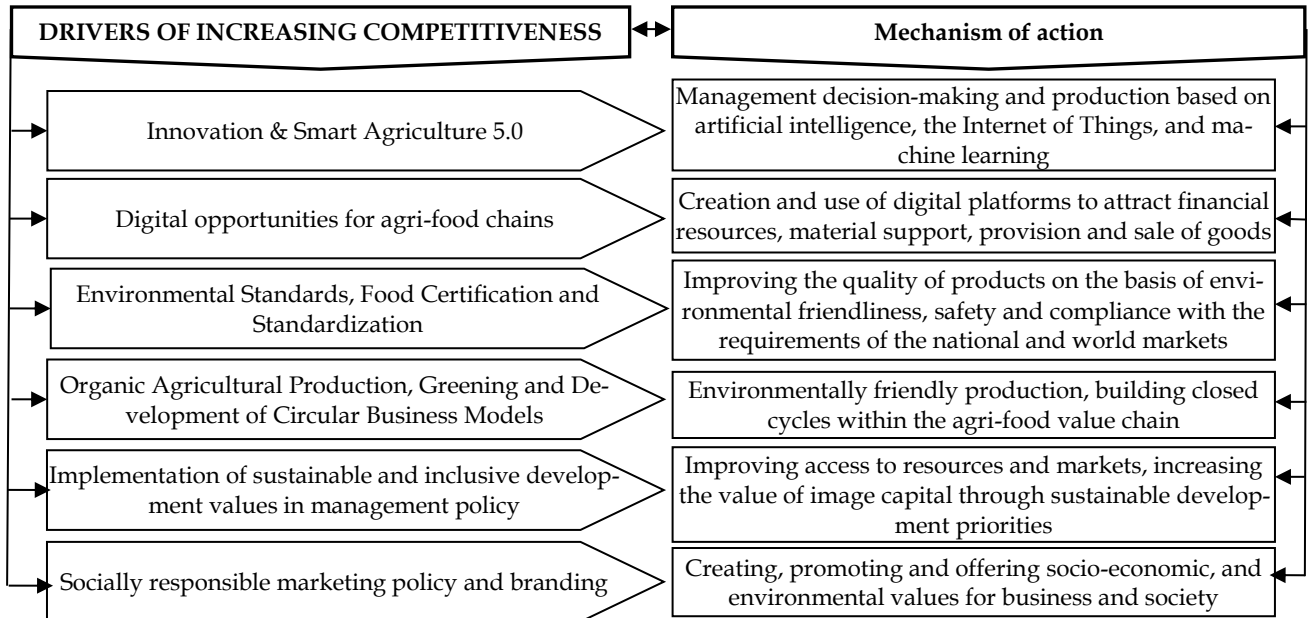 DRIVERS OF INCREASING COMPETITIVENESS
Mechanism of action
Innovation & Smart Agriculture 5.0
Management decision-making and production based on
artificial intelligence, the Internet of Things, and ma-
chine learning
Digital opportunities for agri-food chains
Creation and use of digital platforms to attract financial
resources, material support, provision and sale of goods
Environmental Standards, Food Certification and
Standardization
Improving the quality of products on the basis of envi-
ronmental friendliness, safety and compliance with the
requirements of the national and world markets
Organic Agricultural Production, Greening and De-
velopment of Circular Business Models
Environmentally friendly production, building closed
cycles within the agri-food value chain
Implementation of sustainable and inclusive develop-
ment values in management policy
Improving access to resources and markets, increasing
the value of image capital through sustainable develop-
ment priorities
Socially responsible marketing policy and branding
Creating, promoting and offering socio-economic, and
environmental values for business and society